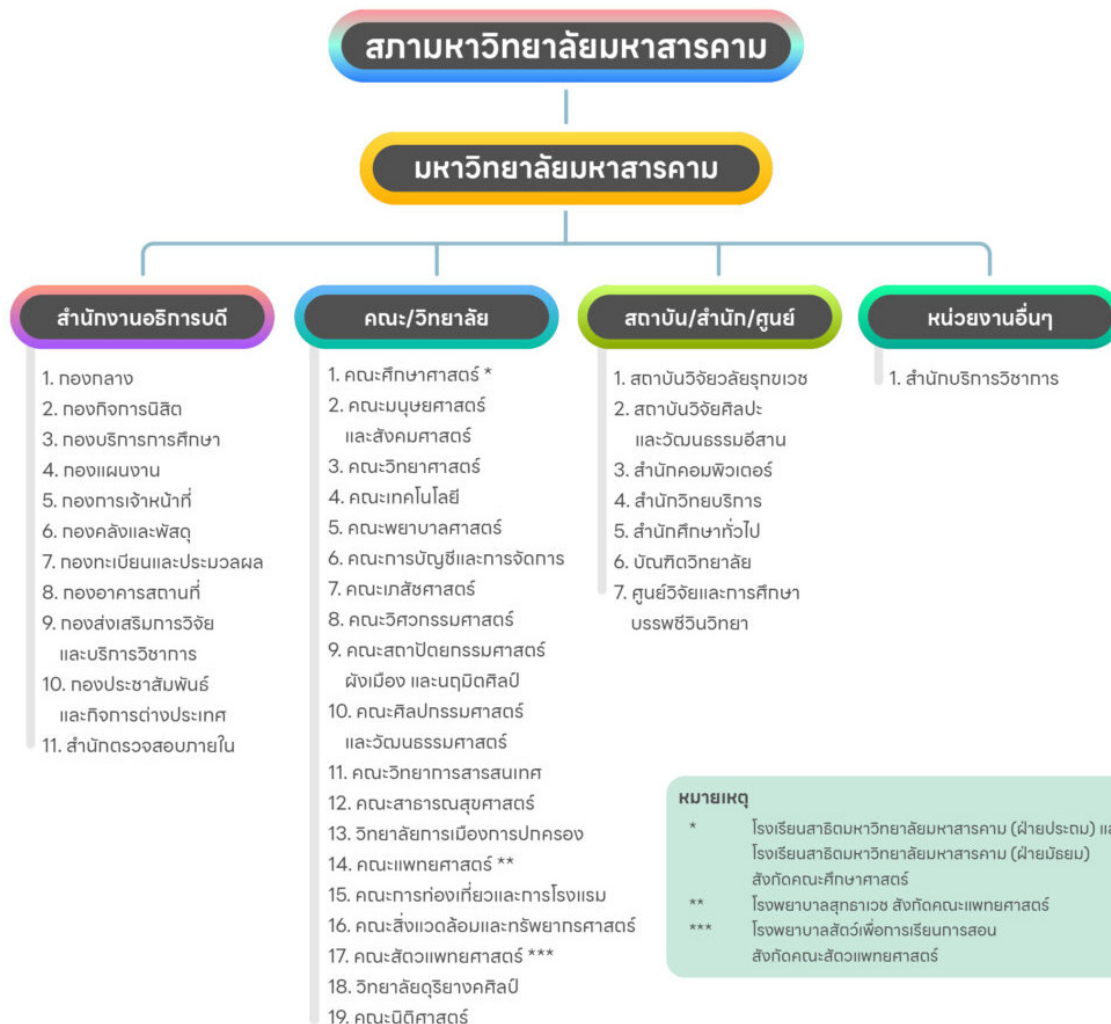 สภามหาวิทยาลัยมหาสารคาม
มหาวิทยาลัยมหาสารคาม
สำนักงานอธิการบดี
1. กองกลาง
2. กองกิจการนิสิต
3. กองบริการการศึกษา
4. กองแผนงาน
5. กองการเจ้าหน้าที่
6. กองคลังและพัสดุ
7. กองทะเบียนและประมวลผล
8. กองอาคารสถานที่
9. กองส่งเสริมการวิจัย
และบริการวิชาการ
10. กองประชาสัมพันธ์
และกิจการต่างประเทศ
11. สำนักตรวจสอบภายใน
คณะ/วิทยาลัย
1. คณะศึกษาศาสตร์ *
2. คณะมนุษยศาสตร์
และสังคมศาสตร์
3. คณะวิทยาศาสตร์
4. คณะเทคโนโลยี
5. คณะพยาบาลศาสตร์
6. คณะการบัญชีและการจัดการ
7. คณะเภสัชศาสตร์
8. คณะวิศวกรรมศาสตร์
9. คณะสถาปัตยกรรมศาสตร์
ผังเมือง และนฤมิตศิลป์
10. คณะศิลปกรรมศาสตร์
และวัฒนธรรมศาสตร์
11. คณะวิทยาการสารสนเทศ
12. คณะสาธารณสุขศาสตร์
13. วิทยาลัยการเมืองการปกครอง
14. คณะแพทยศาสตร์ **
15. คณะการท่องเที่ยวและการโรงแรม
16. คณะสิ่งแวดล้อมและทรัพยากรศาสตร์
17. คณะสัตวแพทยศาสตร์ ***
18. วิทยาลัยดุริยางคศิลป์
19. คณะนิติศาสตร์
สถาบัน/สำนัก/ศูนย์
1. สถาบันวิจัยวลัยรุกขเวช
2. สถาบันวิจัยศิลปะ
และวัฒนธรรมอีสาน
3. สำนักคอมพิวเตอร์
4. สำนักวิทยบริการ
5. สำนักศึกษาทั่วไป
6. บัณฑิตวิทยาลัย
7. ศูนย์วิจัยและการศึกษา
บรรพชีวินวิทยา
หน่วยงานอื่นๆ
1. สำนักบริการวิชาการ
หมายเหตุ
* โรงเรียนสาธิตมหาวิทยาลัยมหาสารคาม (ฝ่ายประถม)
โรงเรียนสาธิตมหาวิทยาลัยมหาสารคาม (ฝ่ายมัธยม)
สังกัดคณะศึกษาศาสตร์
** โรงพยาบาลสุทธาเวช สังกัดคณะแพทยศาสตร์
*** โรงพยาบาลสัตว์เพื่อการเรียนการสอน
สังกัดคณะสัตวแพทยศาสตร์